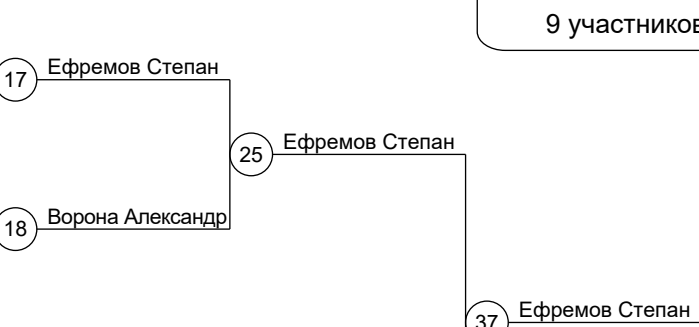 9 участников
17
Ефремов Степан
25
Ефремов Степан
18
Ворона Александр
37
Ефремов Степан